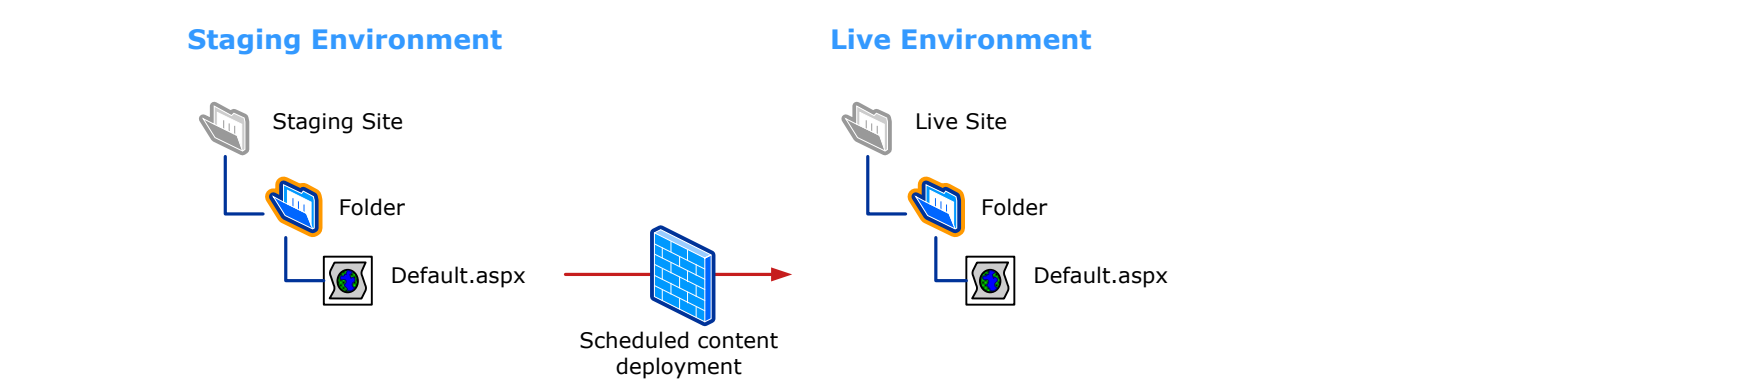 Staging Environment
Live Environment
Staging Site
Live Site
Folder
Folder
Default.aspx
Default.aspx
Scheduled content
deployment